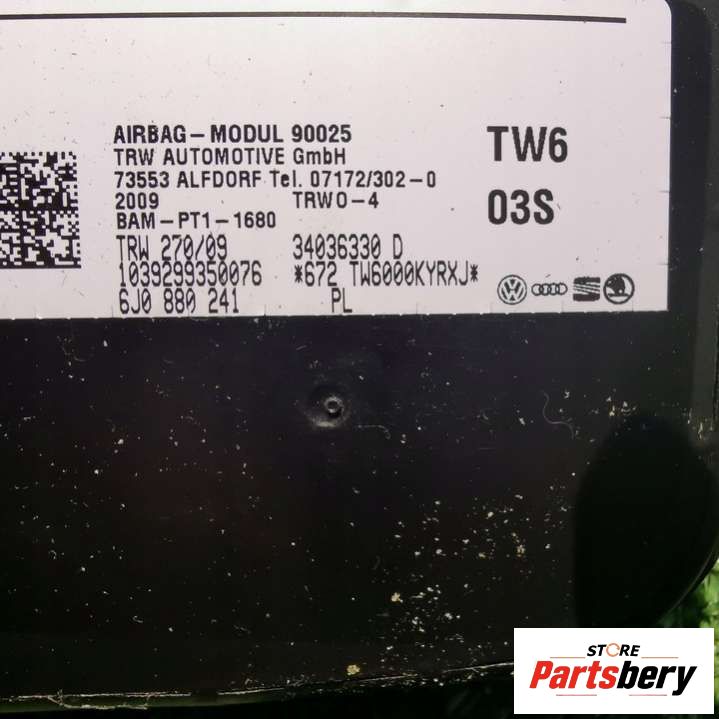 AIRBAG-MODUL 90025
TRW AUTOMOTIVE GmbH
73553 ALFDORF Tel. 07172/302-0
2009 TRW0-4
BAM-PT1-1680
TRW 270/09 34036330 D
1039299350076 *672 TW6000KYRXJ*
6J0 880 241 PL
TW6
03S
STORE
Partsbery